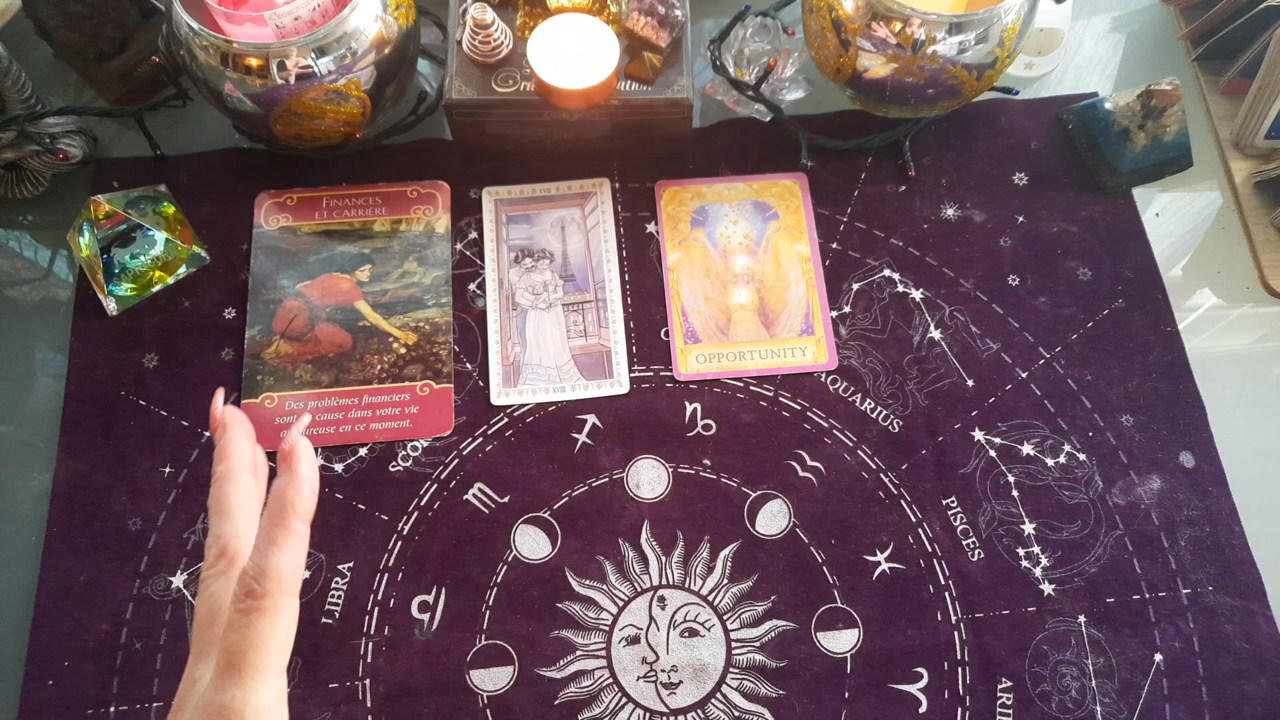 FINANCES
ET CARRIÈRE
Des problèmes financiers
sont cause dans votre vie
amoureuse en ce moment.
XVIII
XVIII
OPPORTUNITY
AQUARIUS
PISCES
LIBRA